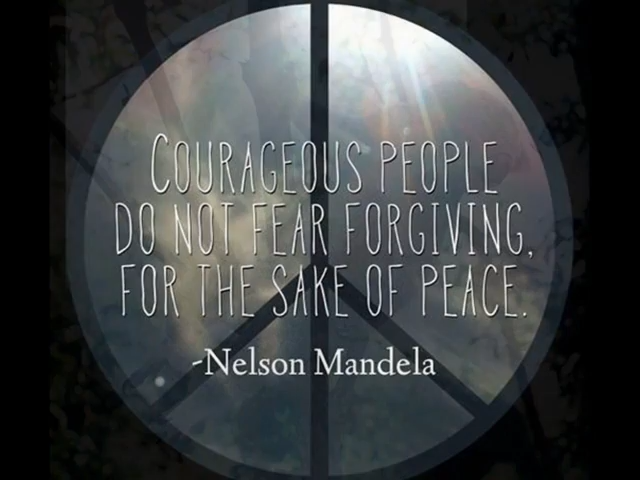 COURAGEOUS PEOPLE
DO NOT FEAR FORGIVING,
FOR THE SAKE OF PEACE.
-Nelson Mandela